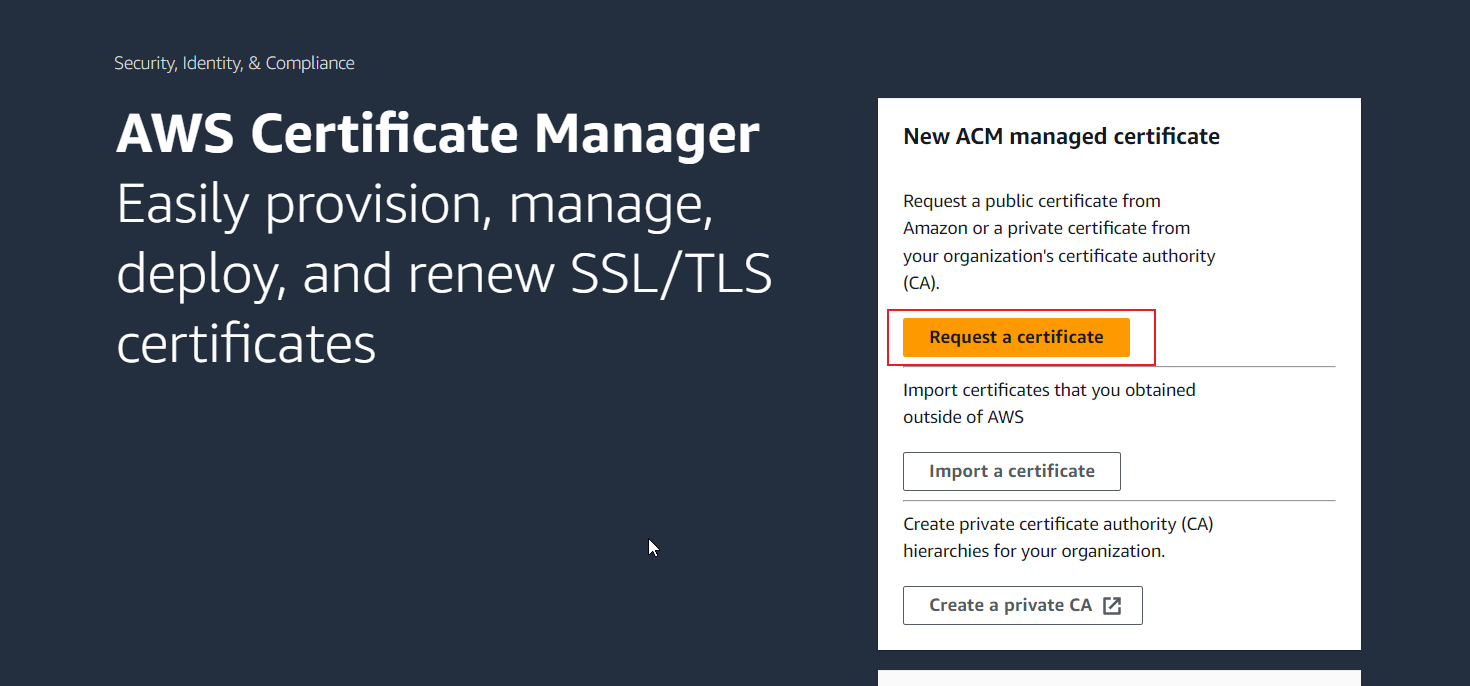 Security, Identity, & Compliance
AWS Certificate Manager
Easily provision, manage,
deploy, and renew SSL/TLS
certificates
New ACM managed certificate
Request a public certificate from
Amazon or a private certificate from
your organization's certificate authority
(CA).
Request a certificate
Import certificates that you obtained
outside of AWS
Import a certificate
Create private certificate authority (CA)
hierarchies for your organization.
Create a private CA